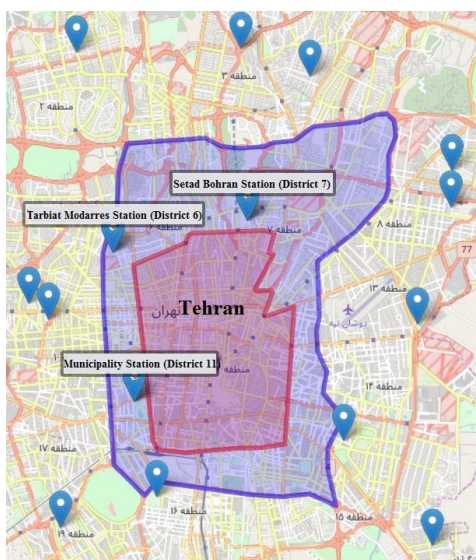 منطقه ۳
منطقه ۲
Setad Bohran Station (District 7)
Tarbiat Modarres Station (District 6)
منطقه ۷
منطقه ۸
77
منطقه ۱۳
Tehran
تهران
دوشان تپه
Municipality Station (District 11)
منطقه
منطقه ۱۴
منطقه ۱۷
منطقه ۱۶
منطقه ۱۵
منطقه ۱۹